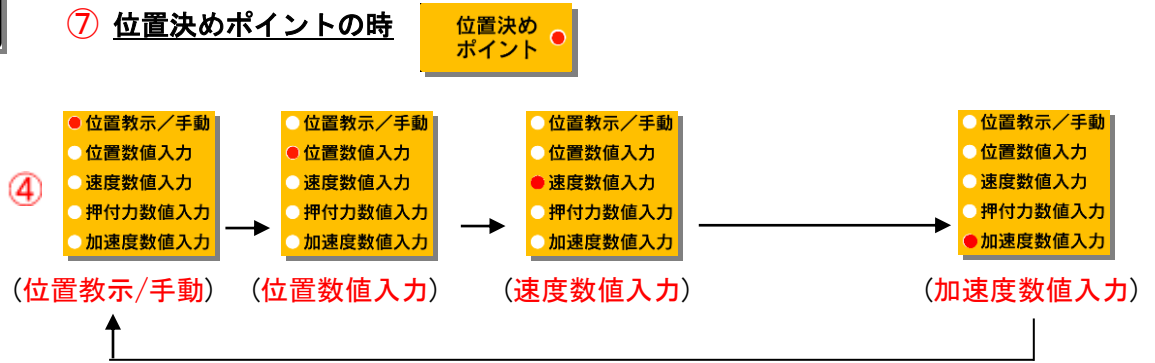 ⑦ 位置決めポイントの時
位置決め
ポイント
④
位置教示／手動
位置数値入力
速度数値入力
押付力数値入力
加速度数値入力
(位置教示/手動)
位置教示／手動
位置数値入力
速度数値入力
押付力数値入力
加速度数値入力
(位置数値入力)
位置教示／手動
位置数値入力
速度数値入力
押付力数値入力
加速度数値入力
(速度数値入力)
位置教示／手動
位置数値入力
速度数値入力
押付力数値入力
加速度数値入力
(加速度数値入力)